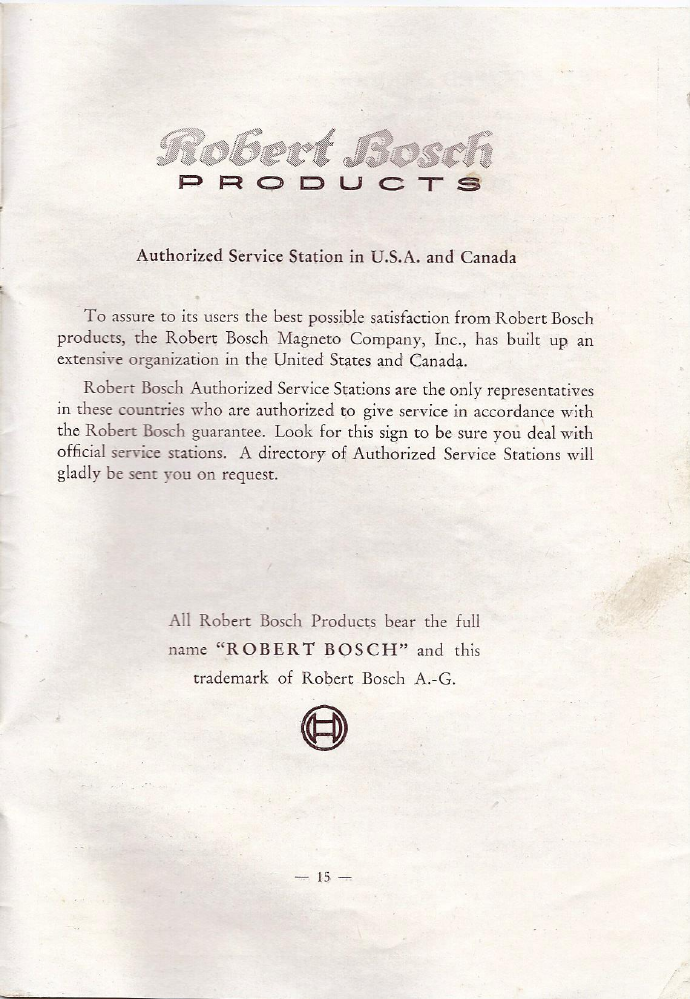 Robert Bosch
PRODUCTS
Authorized Service Station in U.S.A. and Canada
To assure to its users the best possible satisfaction from Robert Bosch
products, the Robert Bosch Magneto Company, Inc., has built up an
extensive organization in the United States and Canada.
Robert Bosch Authorized Service Stations are the only representatives
in these countries who are authorized to give service in accordance with
the Robert Bosch guarantee. Look for this sign to be sure you deal with
official service stations. A directory of Authorized Service Stations will
gladly be sent you on request.
All Robert Bosch Products bear the full
name “ROBERT BOSCH” and this
trademark of Robert Bosch A.-G.
— 15 —